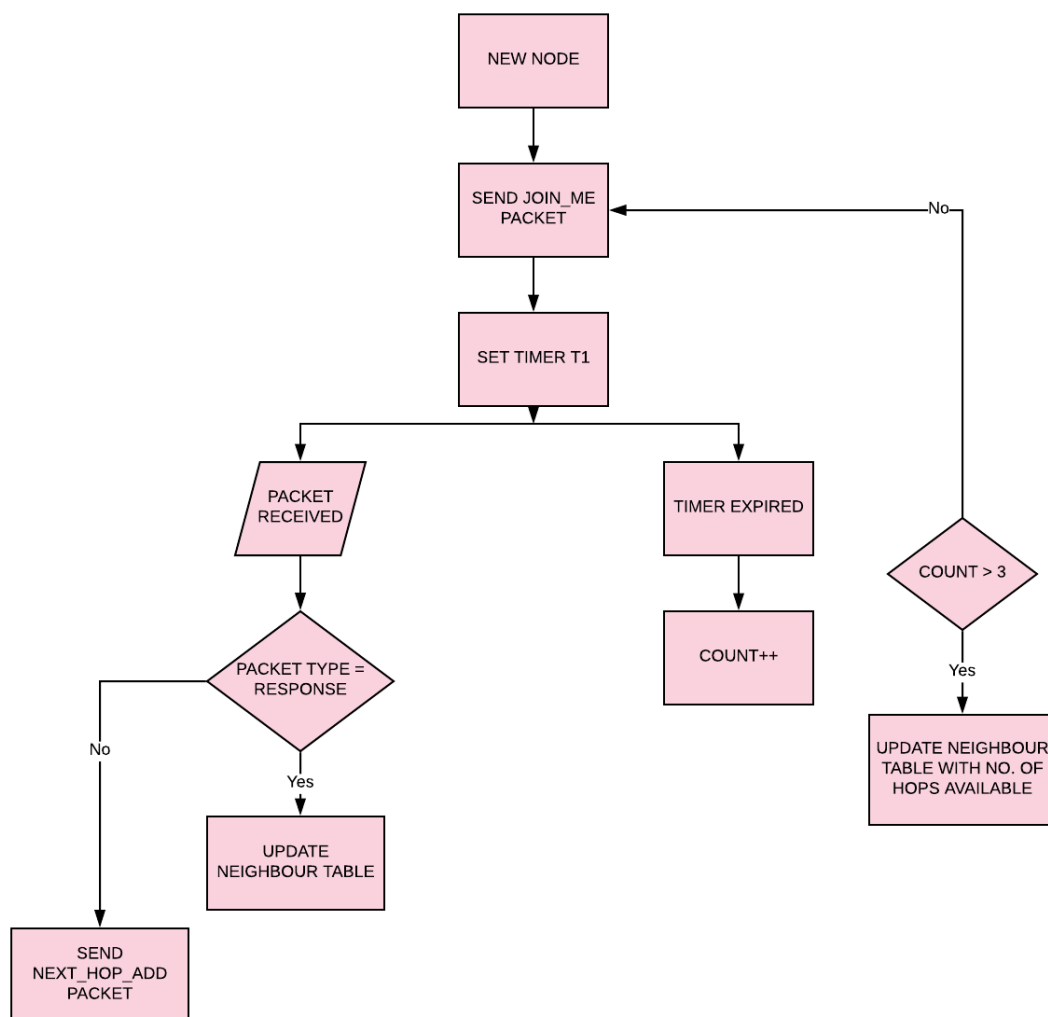 NEW NODE
SEND JOIN_ME
PACKET
No
SET TIMER T1
PACKET
RECEIVED
TIMER EXPIRED
COUNT > 3
PACKET TYPE =
RESPONSE
COUNT++
Yes
No
Yes
UPDATE NEIGHBOUR
TABLE WITH NO. OF
HOPS AVAILABLE
UPDATE
NEIGHBOUR TABLE
SEND
NEXT_HOP_ADD
PACKET